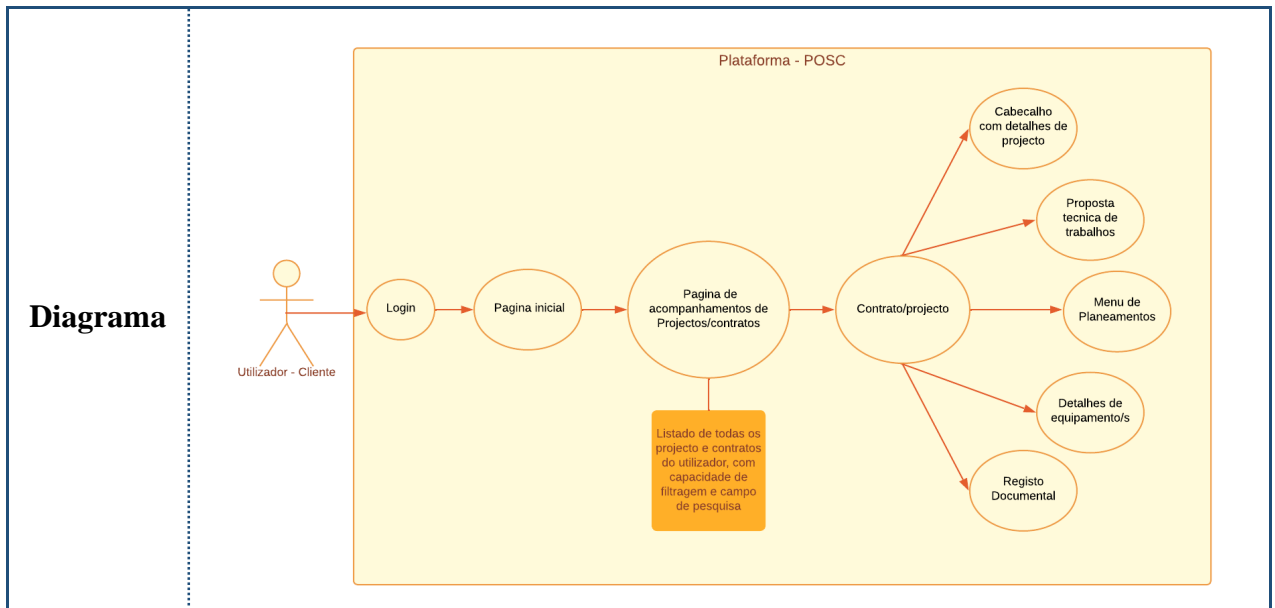 Diagrama
Plataforma - POSC
Utilizador - Cliente
Login
Pagina inicial
Pagina de
acompanhamentos de
Projectos/contratos
Listado de todas os
projecto e contratos
do utilizador, com
capacidade de
filtragem e campo
de pesquisa
Contrato/projecto
Cabecalho
com detalhes de
projecto
Proposta
tecnica de
trabalhos
Menu de
Planeamentos
Detalhes de
equipamento/s
Registo
Documental